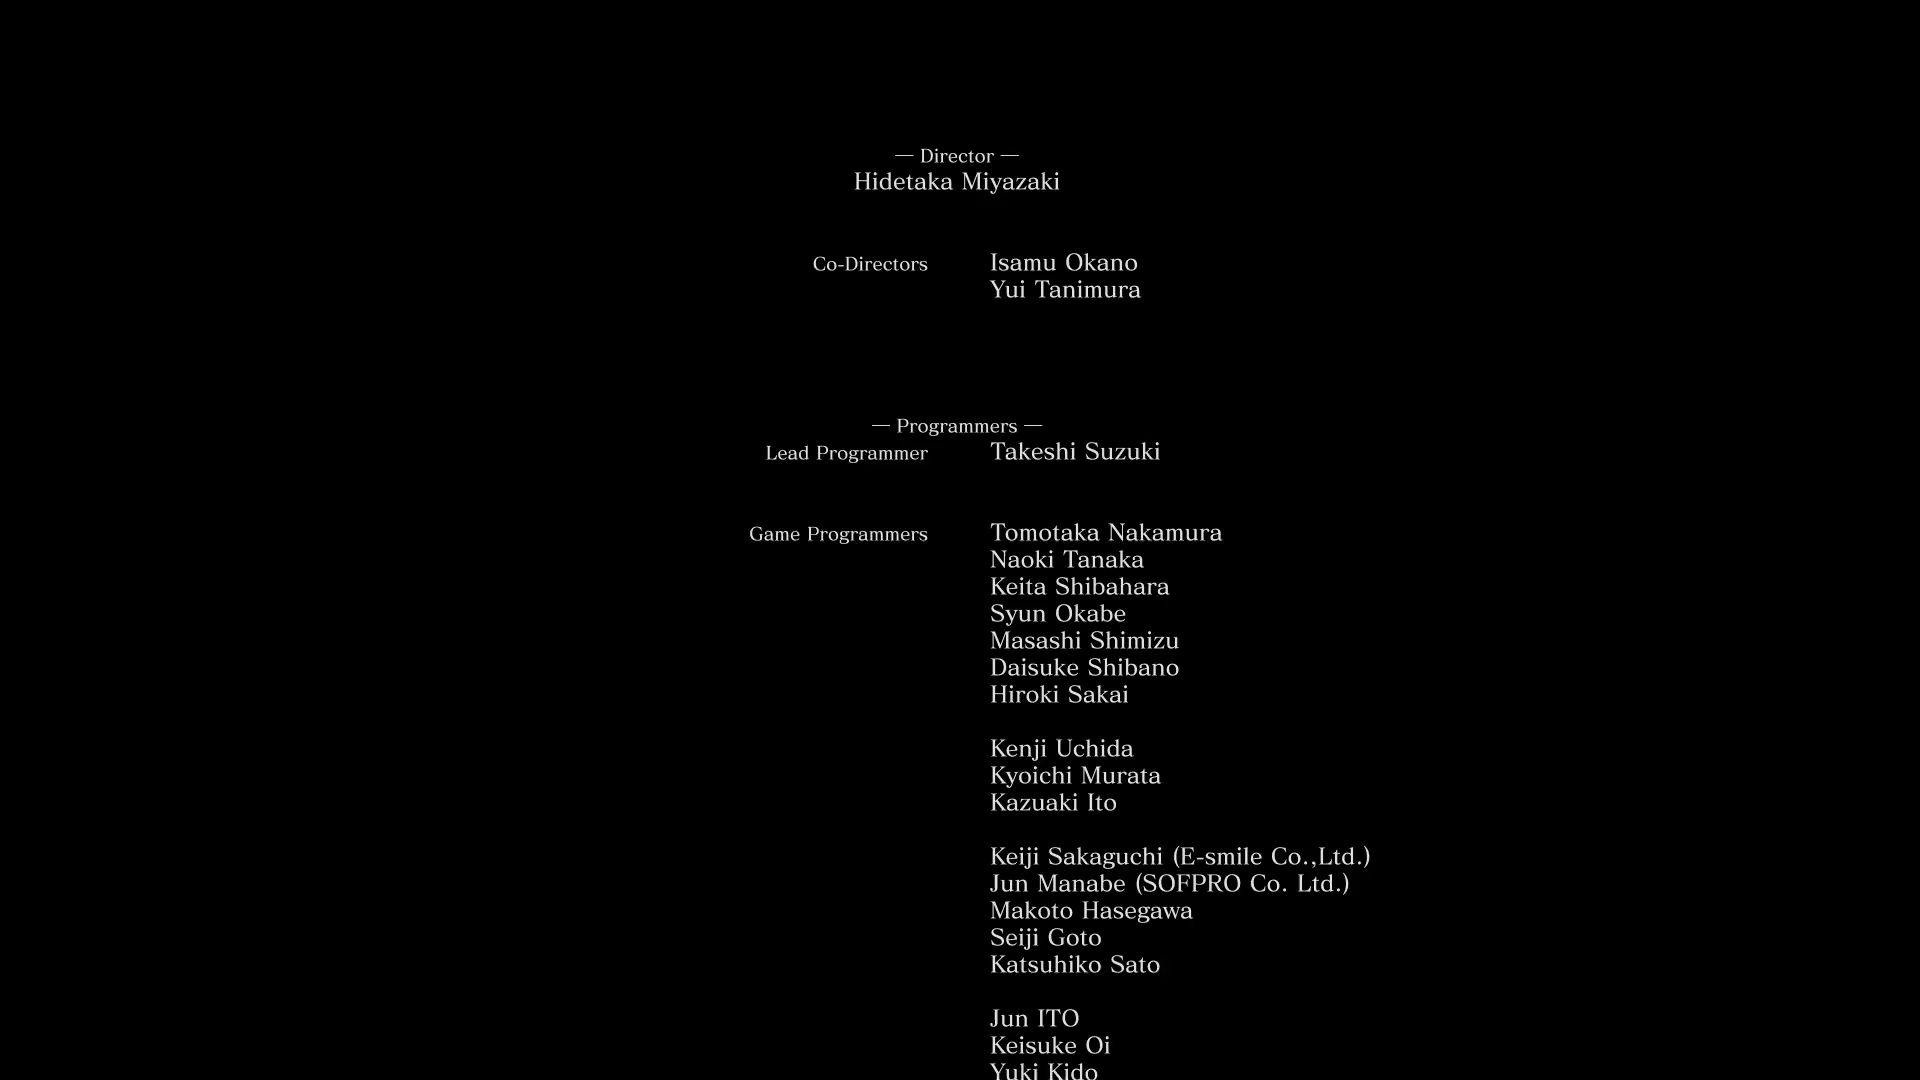 — Director —
Hidetaka Miyazaki
Co-Directors Isamu Okano
Yui Tanimura
— Programmers —
Lead Programmer Takeshi Suzuki
Game Programmers Tomotaka Nakamura
Naoki Tanaka
Keita Shibahara
Syun Okabe
Masashi Shimizu
Daisuke Shibano
Hiroki Sakai
Kenji Uchida
Kyoichi Murata
Kazuaki Ito
Keiji Sakaguchi (E-smile Co.,Ltd.)
Jun Manabe (SOFPRO Co. Ltd.)
Makoto Hasegawa
Seiji Goto
Katsuhiko Sato
Jun ITO
Keisuke Oi
Yuki Kido